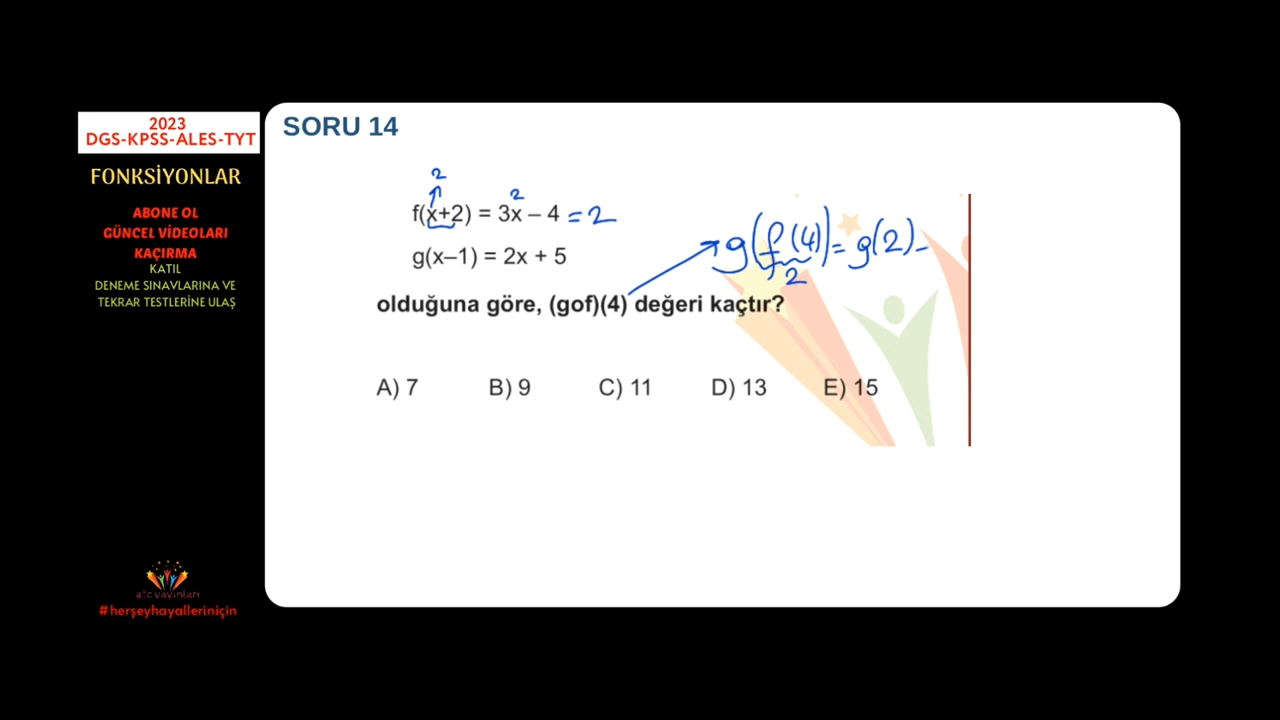 2023
DGS-KPSS-ALES-TYT
FONKSİYONLAR
ABONE OL
GÜNCEL VİDEOLARI
KAÇIRMA
KATIL
DENEME SINAVLARINA VE
TEKRAR TESTLERİNE ULAŞ
#herşeyhayalleriniçin
SORU 14
2
2
f(x+2) = 3x – 4 = 2
g(x–1) = 2x + 5
g(f(4)) = g(2) =
2
olduğuna göre, (gof)(4) değeri kaçtır?
A) 7 B) 9 C) 11 D) 13 E) 15